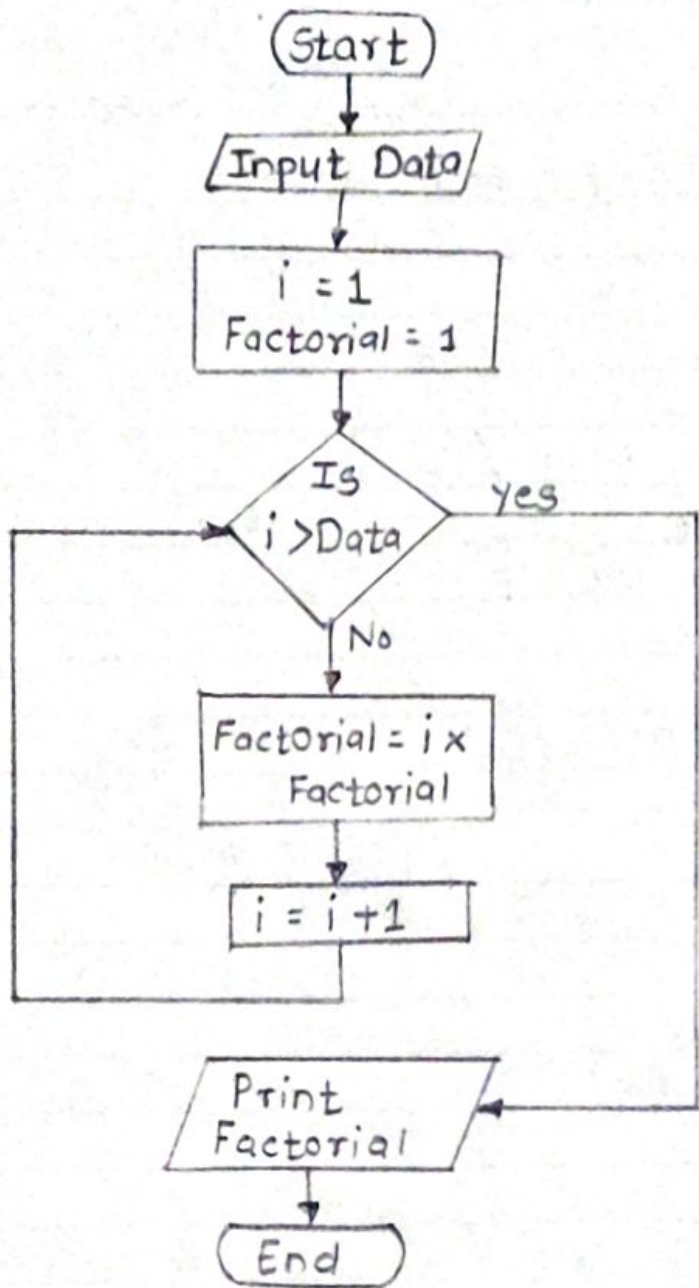 Start
Input Data
i = 1
Factorial = 1
Is
i >Data
yes
No
Factorial = i ×
Factorial
i = i +1
Print
Factorial
End